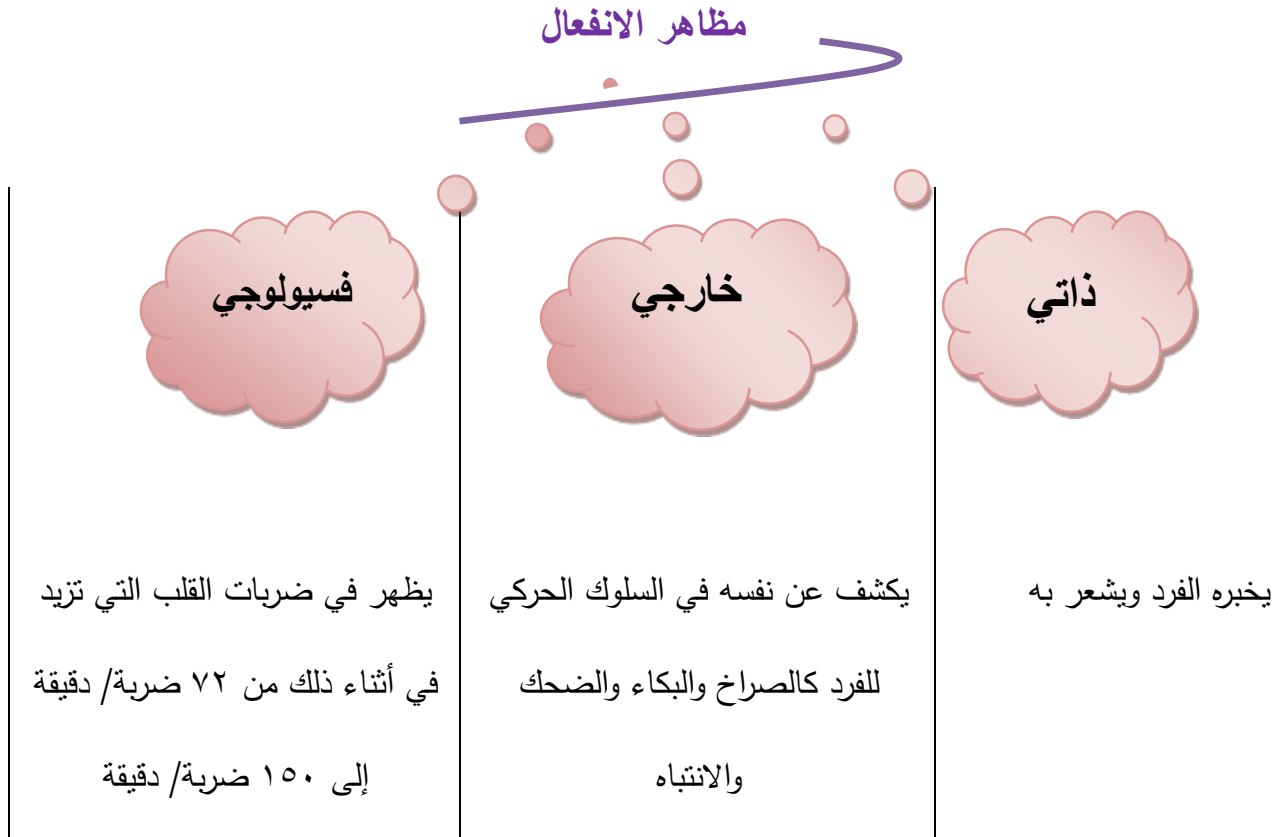 مظاهر الانفعال
ذاتي
خارجي
فسيولوجي
يخبره الفرد ويشعر به
يكشف عن نفسه في السلوك الحركي
للفرد كالصراخ والبكاء والضحك
والانتباه
يظهر في ضربات القلب التي تزيد
في أثناء ذلك من ٧٢ ضربة/ دقيقة
إلى ١٥٠ ضربة/ دقيقة